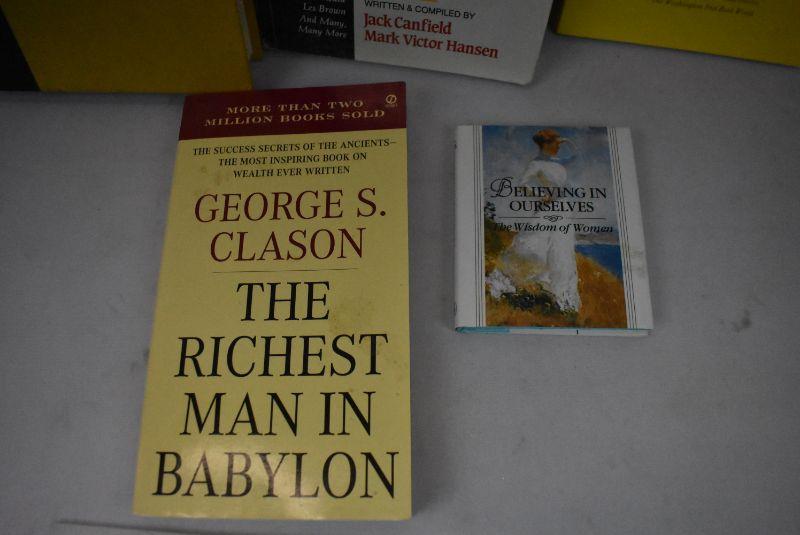 Les Brown
And Many,
Many More
WRITTEN & COMPILED BY
Jack Canfield
Mark Victor Hansen
MORE THAN TWO
MILLION BOOKS SOLD
THE SUCCESS SECRETS OF THE ANCIENTS—
THE MOST INSPIRING BOOK ON
WEALTH EVER WRITTEN
GEORGE S.
CLASON
THE
RICHEST
MAN IN
BABYLON
BELIEVING IN
OURSELVES
The Wisdom of Women